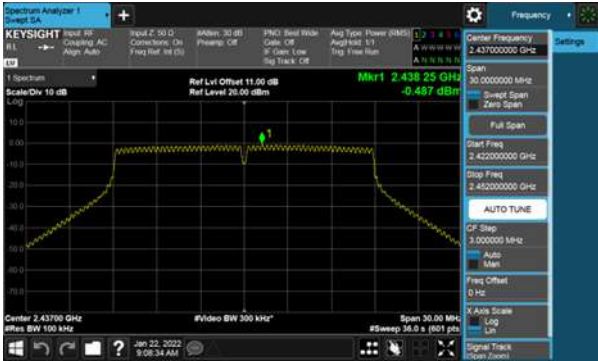 Spectrum Analyzer 1
Swept SA
Frequency
Settings
KEYSIGHT
Input: RF
Coupling: AC
Align: Auto
Input Z: 50 Ω
Corrections: On
Freq Ref: Int (S)
#Atten: 30 dB
Preamp: Off
PNO: Best Wide
Gate: Off
IF Gain: Low
Sig Track: Off
Avg Type: Power (RMS)
Avg|Hold: 1/1
Trig: Free Run
1 2 3 4 5 6
A W W W W W
A N N N N N
1 Spectrum
Scale/Div 10 dB
Ref Lvl Offset 11.00 dB
Ref Level 20.00 dBm
Mkr1 2.438 25 GHz
-0.487 dBm
Log
10.0
0.00
-10.0
-20.0
-30.0
-40.0
-50.0
-60.0
-70.0
1
Center 2.43700 GHz
#Res BW 100 kHz
#Video BW 300 kHz*
Span 30.00 MHz
#Sweep 36.0 s (601 pts)
Jan 22, 2022
9:08:34 AM
Center Frequency
2.437000000 GHz
Span
30.0000000 MHz
Swept Span
Zero Span
Full Span
Start Freq
2.422000000 GHz
Stop Freq
2.452000000 GHz
AUTO TUNE
CF Step
3.000000 MHz
Auto
Man
Freq Offset
0 Hz
X Axis Scale
Log
Lin
Signal Track
(Span Zoom)